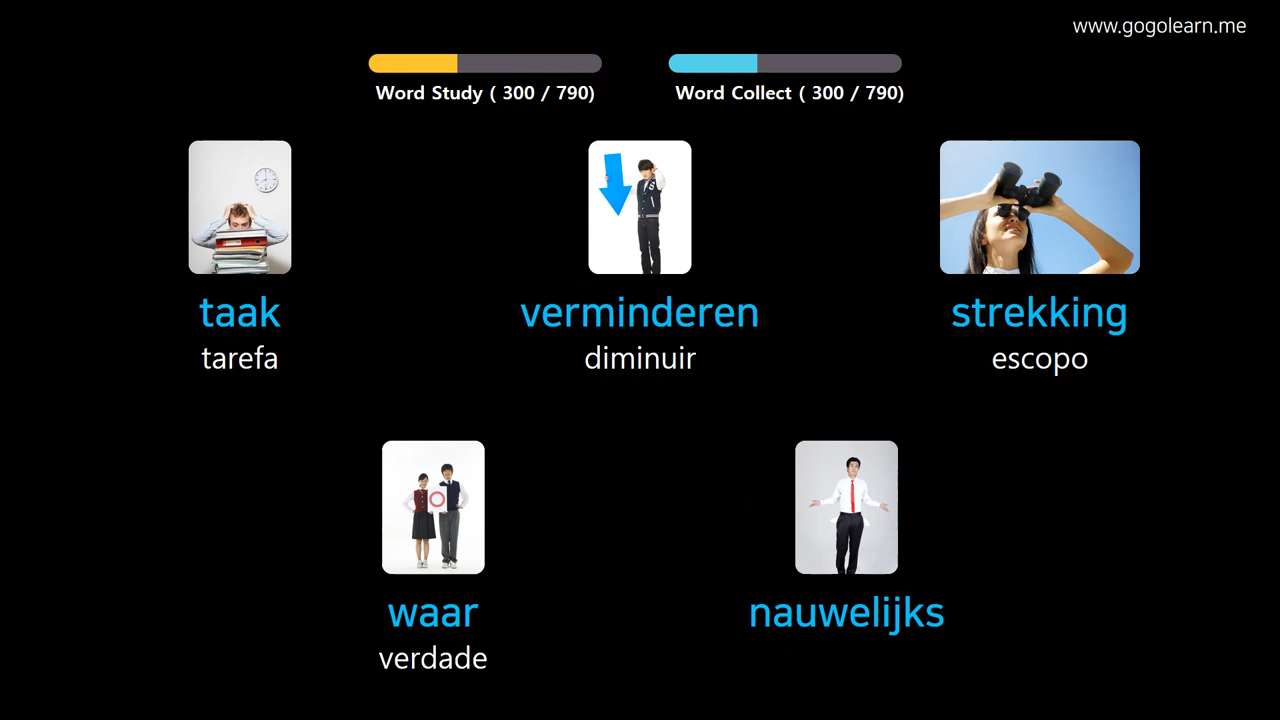 www.gogolearn.me
Word Study ( 300 / 790)
Word Collect ( 300 / 790)
taak
tarefa
verminderen
diminuir
strekking
escopo
waar
verdade
nauwelijks